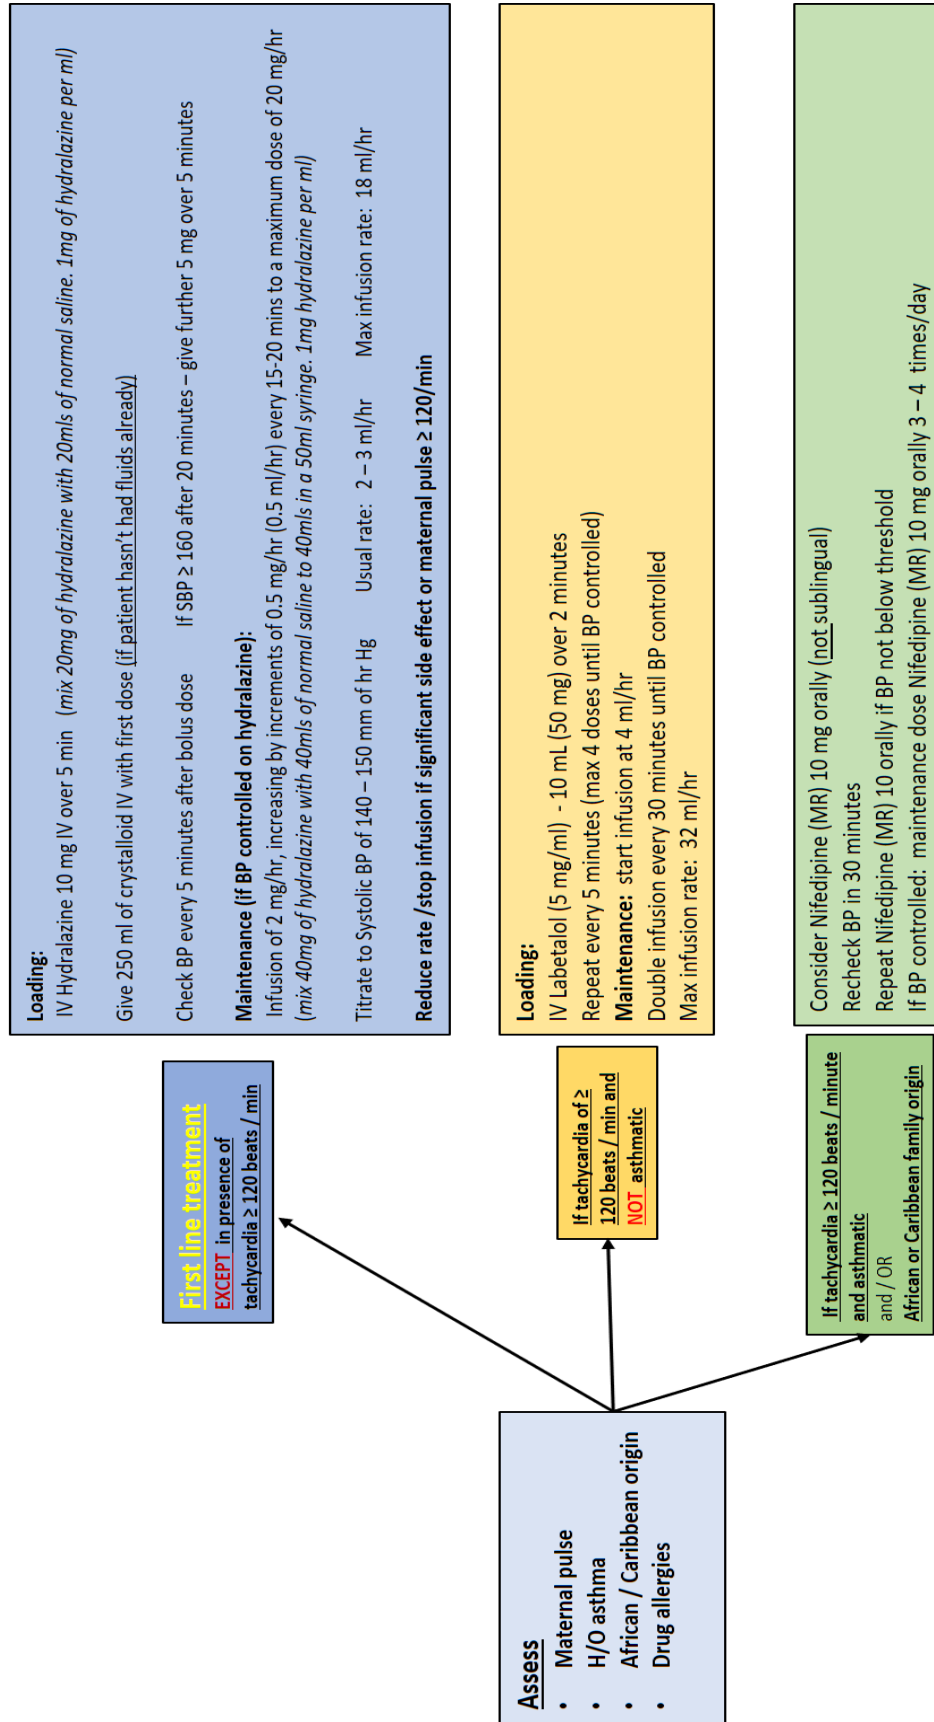 Assess
• Maternal pulse
• H/O asthma
• African / Caribbean origin
• Drug allergies
First line treatment
EXCEPT in presence of
tachycardia ≥ 120 beats / min
Loading:
IV Hydralazine 10 mg IV over 5 min (mix 20mg of hydralazine with 20mls of normal saline. 1mg of hydralazine per ml)
Give 250 ml of crystalloid IV with first dose (if patient hasn't had fluids already)
Check BP every 5 minutes after bolus dose If SBP ≥ 160 after 20 minutes – give further 5 mg over 5 minutes
Maintenance (if BP controlled on hydralazine):
Infusion of 2 mg/hr, increasing by increments of 0.5 mg/hr (0.5 ml/hr) every 15-20 mins to a maximum dose of 20 mg/hr
(mix 40mg of hydralazine with 40mls of normal saline to 40mls in a 50ml syringe. 1mg hydralazine per ml)
Titrate to Systolic BP of 140 – 150 mm of hr Hg Usual rate: 2 – 3 ml/hr Max infusion rate: 18 ml/hr
Reduce rate /stop infusion if significant side effect or maternal pulse ≥ 120/min
If tachycardia of ≥
120 beats / min and
NOT asthmatic
Loading:
IV Labetalol (5 mg/ml) - 10 mL (50 mg) over 2 minutes
Repeat every 5 minutes (max 4 doses until BP controlled)
Maintenance: start infusion at 4 ml/hr
Double infusion every 30 minutes until BP controlled
Max infusion rate: 32 ml/hr
If tachycardia ≥ 120 beats / minute
and asthmatic
and / OR
African or Caribbean family origin
Consider Nifedipine (MR) 10 mg orally (not sublingual)
Recheck BP in 30 minutes
Repeat Nifedipine (MR) 10 orally if BP not below threshold
If BP controlled: maintenance dose Nifedipine (MR) 10 mg orally 3 – 4 times/day